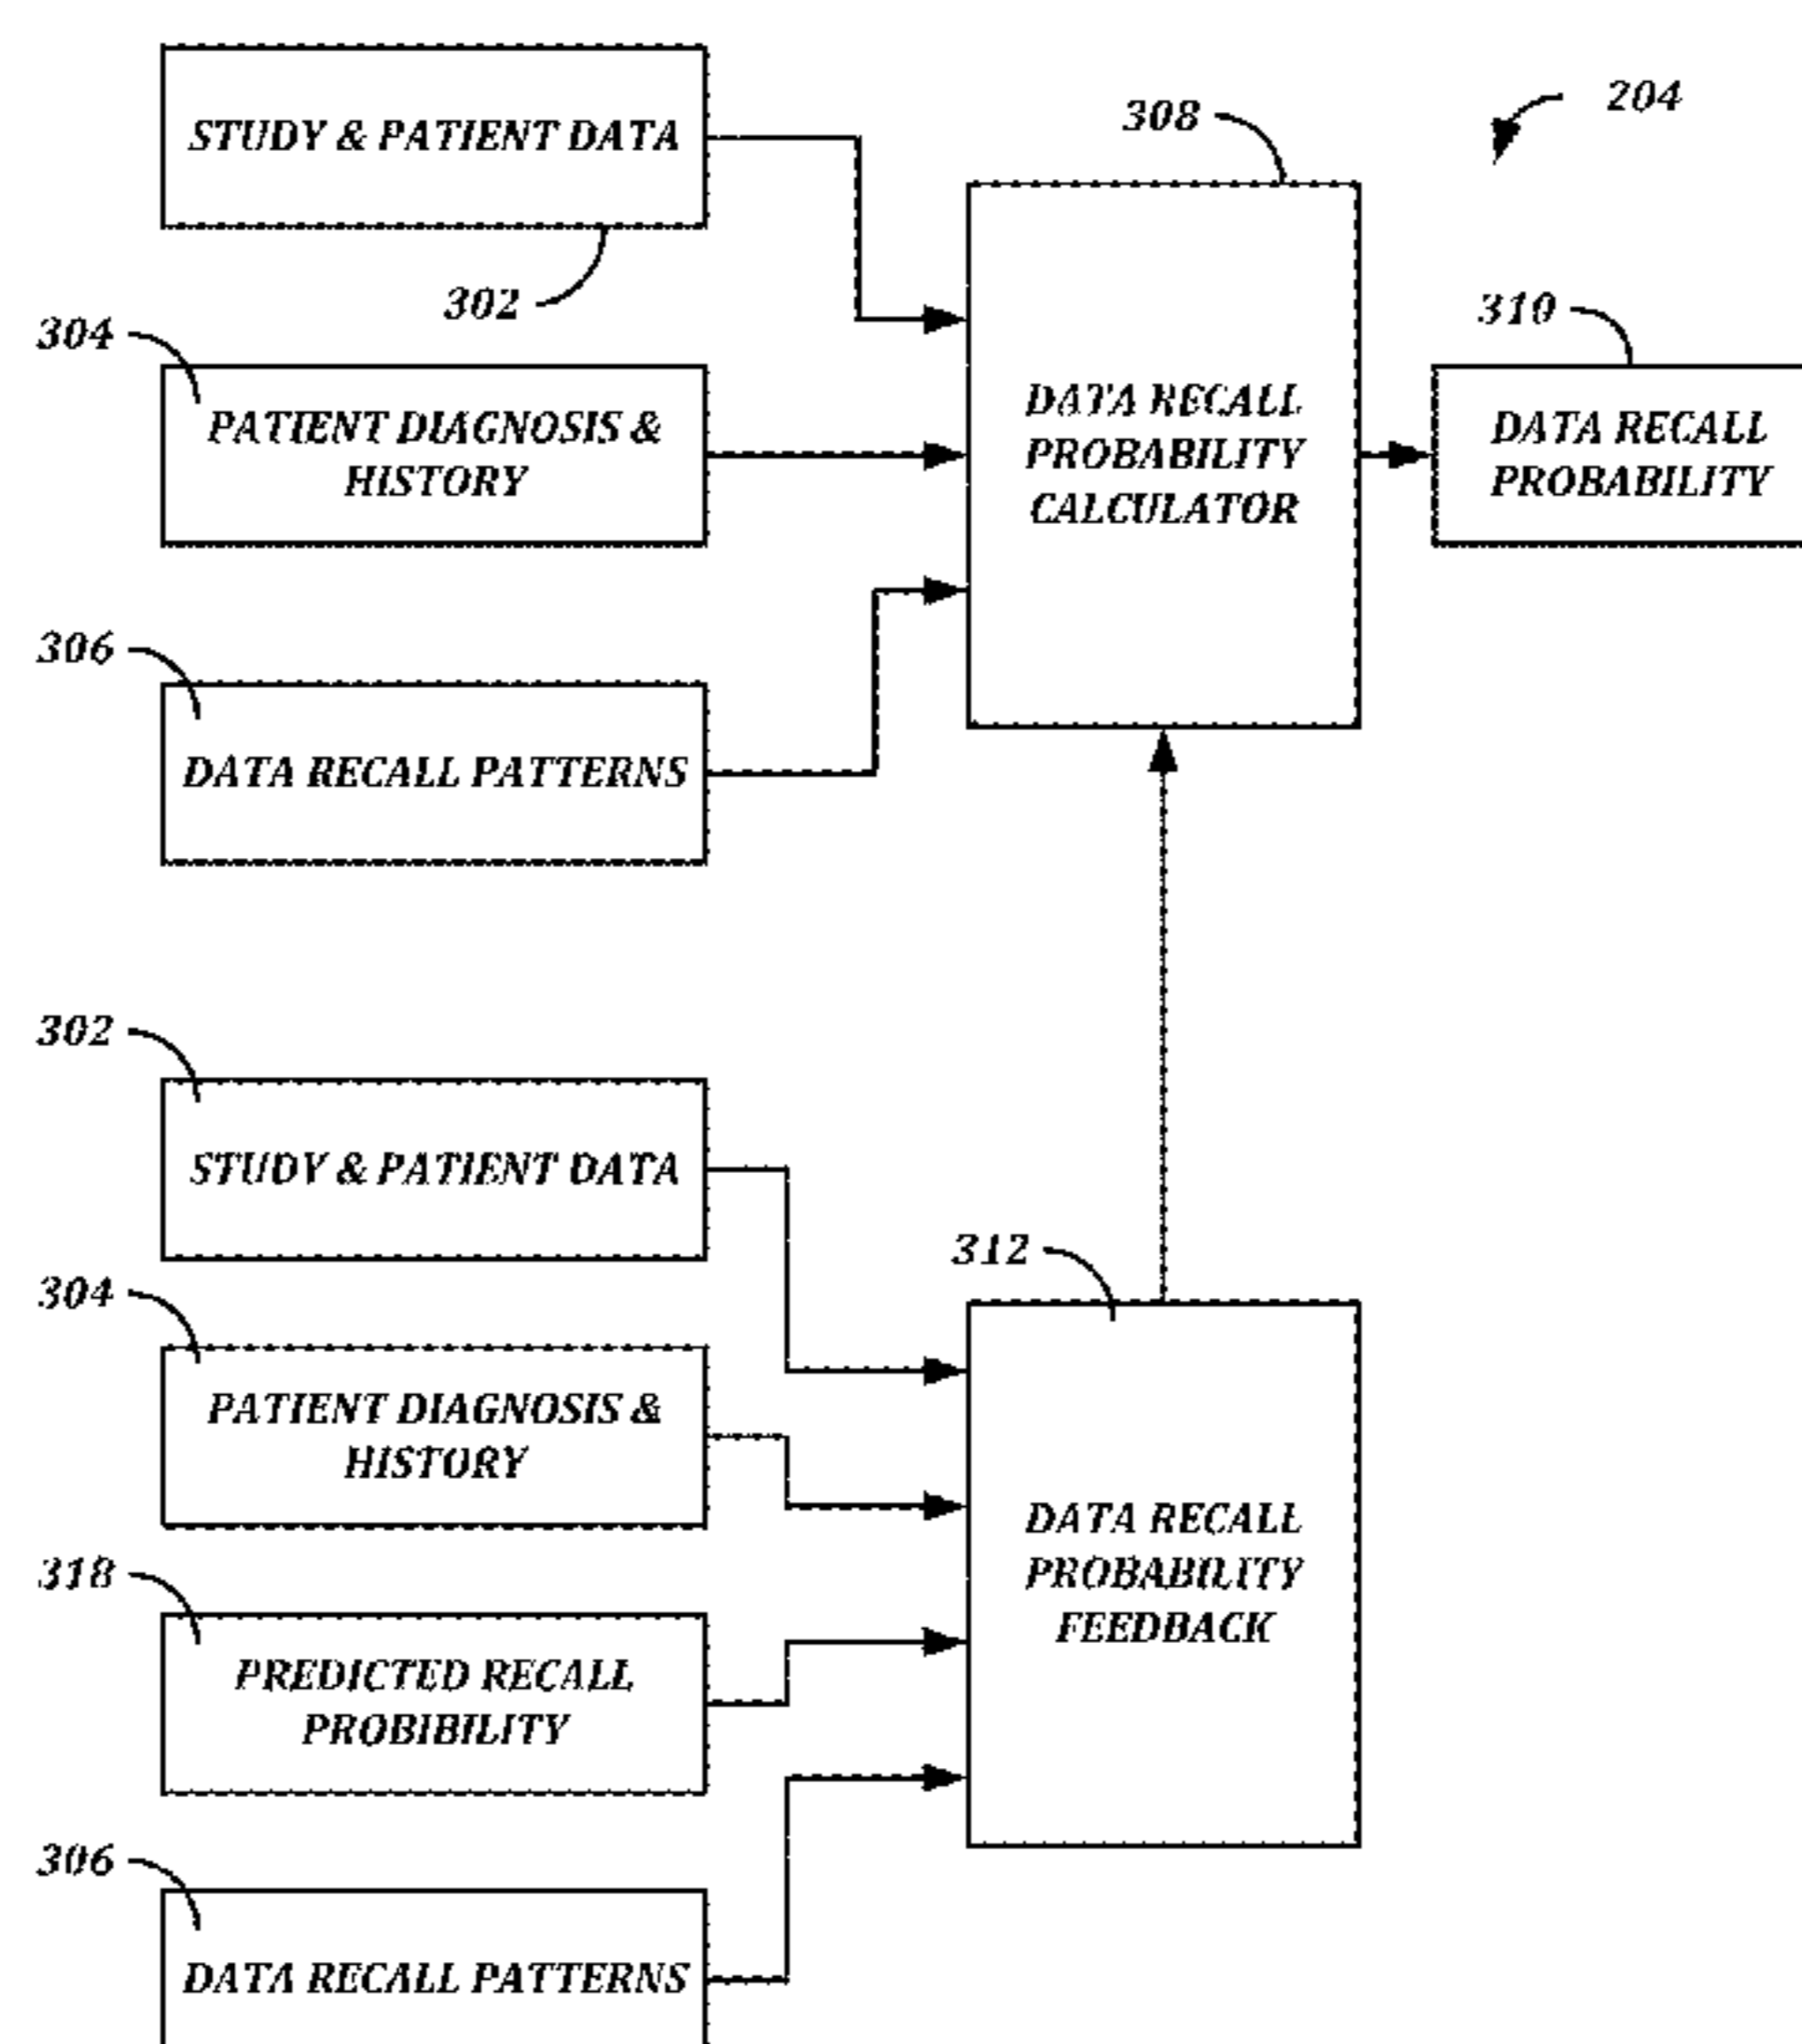 204
STUDY & PATIENT DATA
302
308
304
PATIENT DIAGNOSIS &
HISTORY
DATA RECALL
PROBABILITY
CALCULATOR
310
DATA RECALL
PROBABILITY
306
DATA RECALL PATTERNS
302
STUDY & PATIENT DATA
304
PATIENT DIAGNOSIS &
HISTORY
312
DATA RECALL
PROBABILITY
FEEDBACK
318
PREDICTED RECALL
PROBIBILITY
306
DATA RECALL PATTERNS